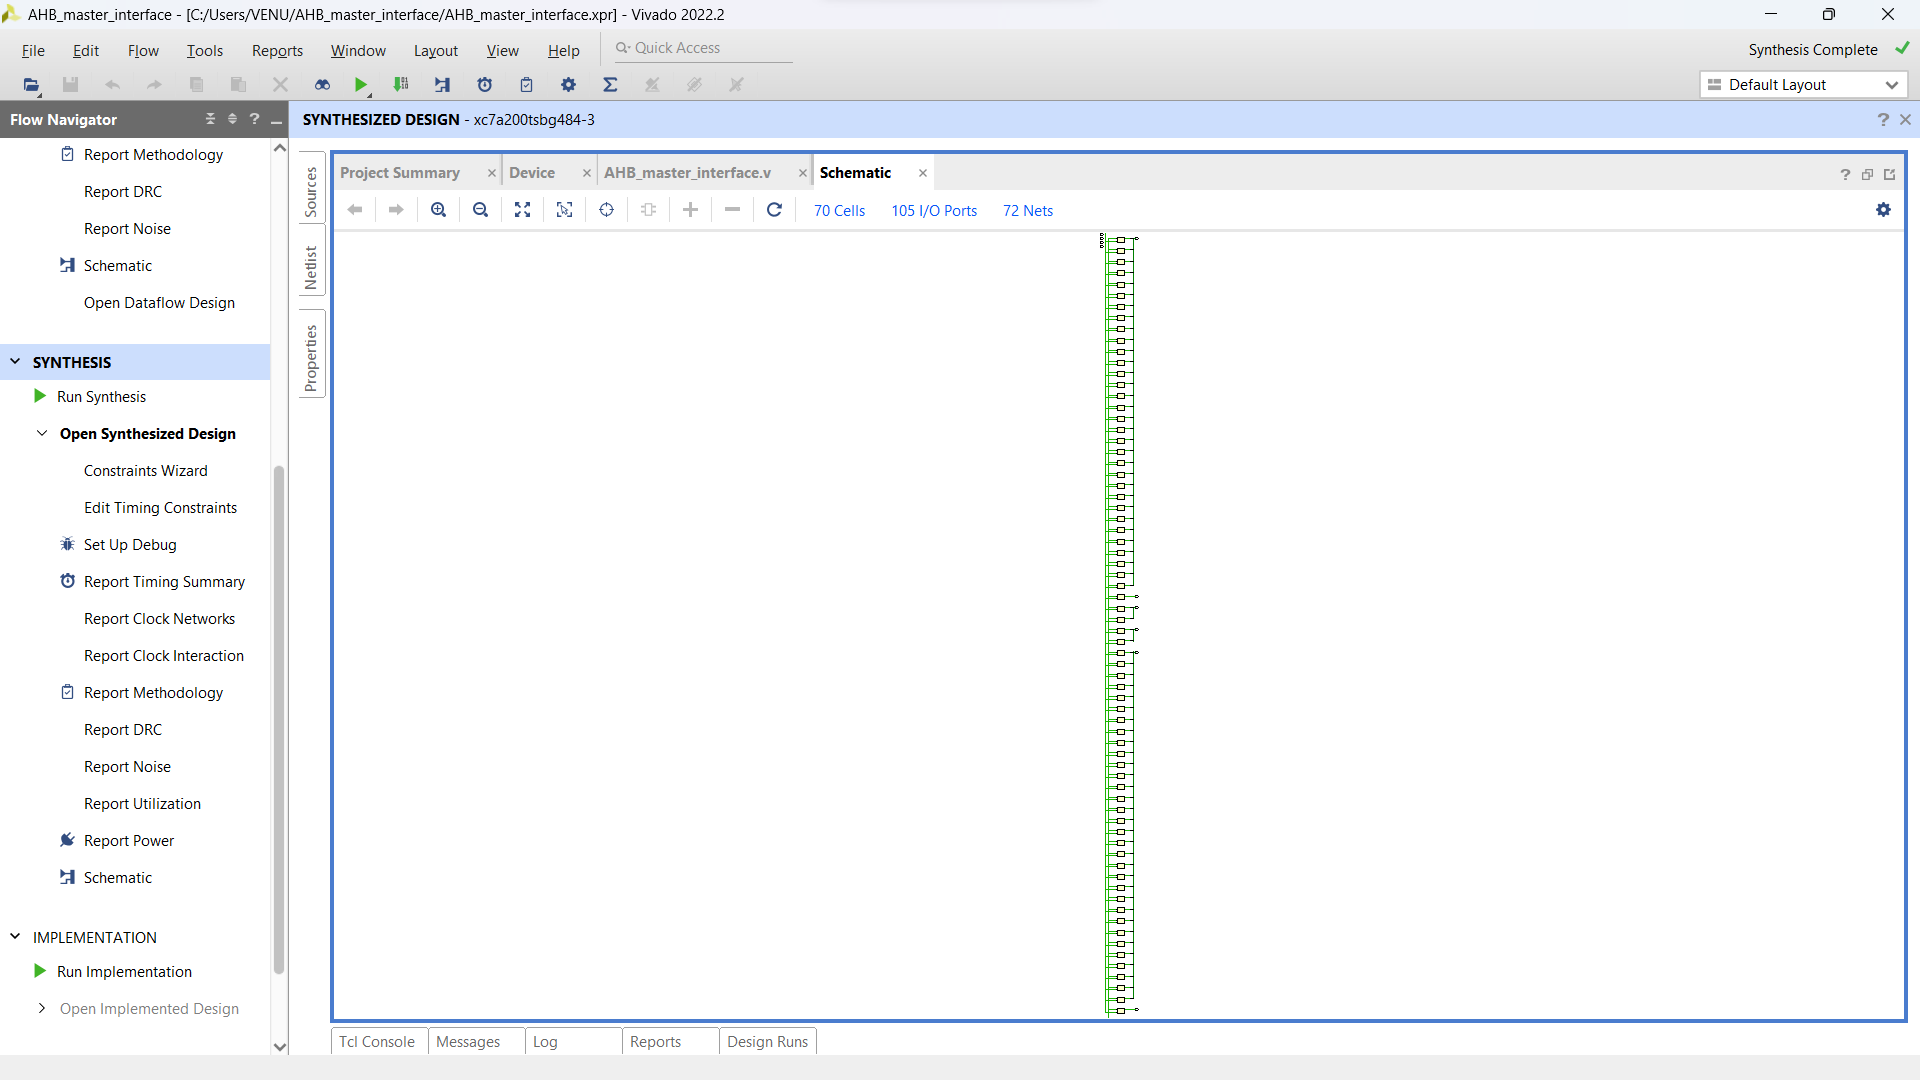 AHB_master_interface - [C:/Users/VENU/AHB_master_interface/AHB_master_interface.xpr] - Vivado 2022.2
File Edit Flow Tools Reports Window Layout View Help Quick Access
Synthesis Complete
Default Layout
Flow Navigator
SYNTHESIZED DESIGN - xc7a200tsbg484-3
Report Methodology
Report DRC
Report Noise
Schematic
Open Dataflow Design
SYNTHESIS
Run Synthesis
Open Synthesized Design
Constraints Wizard
Edit Timing Constraints
Set Up Debug
Report Timing Summary
Report Clock Networks
Report Clock Interaction
Report Methodology
Report DRC
Report Noise
Report Utilization
Report Power
Schematic
IMPLEMENTATION
Run Implementation
Open Implemented Design
Sources
Netlist
Properties
Project Summary Device AHB_master_interface.v Schematic
70 Cells 105 I/O Ports 72 Nets
Tcl Console Messages Log Reports Design Runs